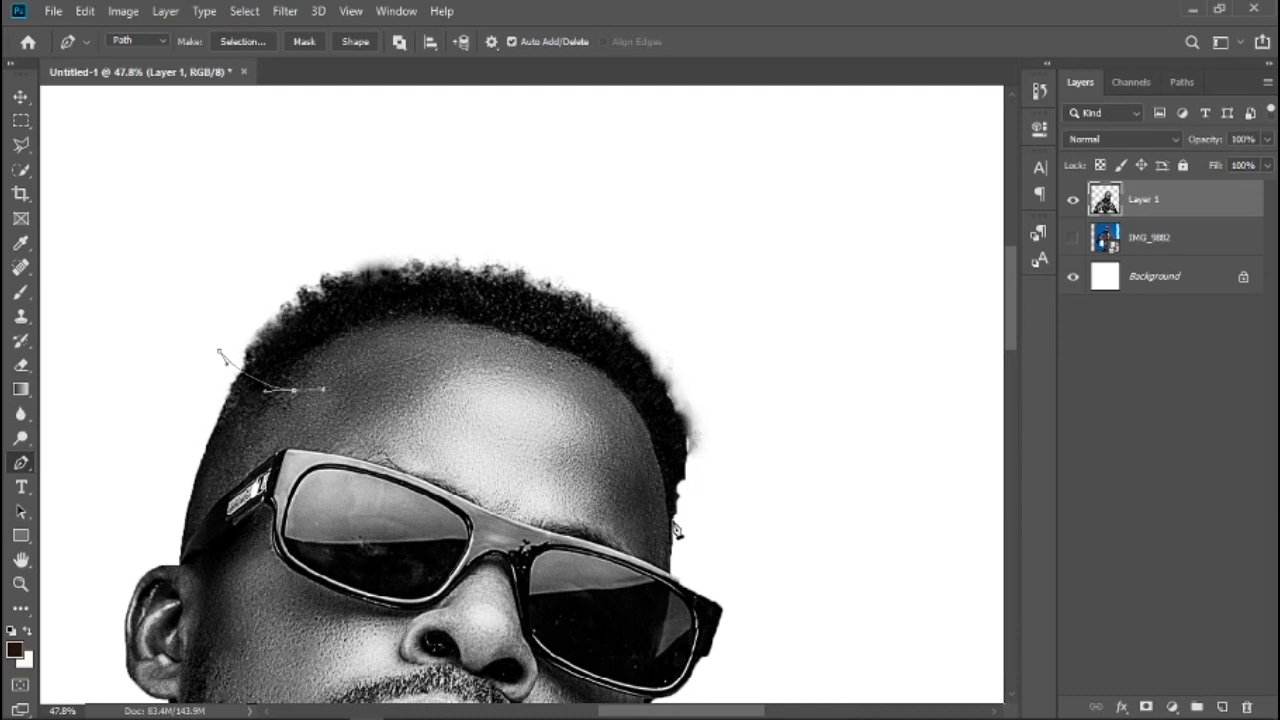 Ps File Edit Image Layer Type Select Filter 3D View Window Help
Path Make: Selection... Mask Shape Auto Add/Delete Align Edges
Untitled-1 @ 47.8% (Layer 1, RGB/8) *
Layers Channels Paths
Kind
Normal Opacity: 100%
Lock: Fill: 100%
Layer 1
IMG_9882
Background
47.8% Doc: 83.4M/143.9M